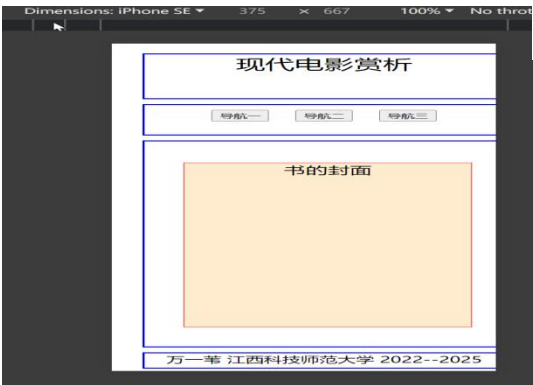 Dimensions: iPhone SE 375 × 667 100% No throt
现代电影赏析
导航一 导航二 导航三
书的封面
万一苇 江西科技师范大学 2022--2025